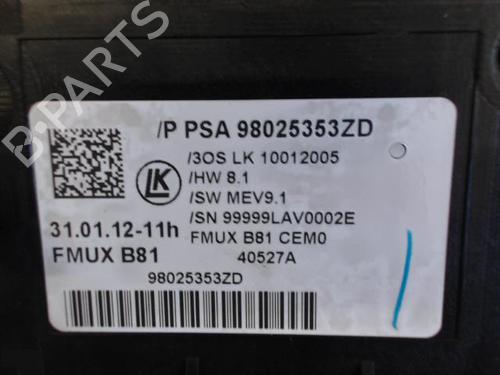 /P PSA 98025353ZD
/3OS LK 10012005
/HW 8.1
/SW MEV9.1
/SN 99999LAV0002E
LK
31.01.12-11h
FMUX B81 CEM0
FMUX B81
40527A
98025353ZD
B-PARTS